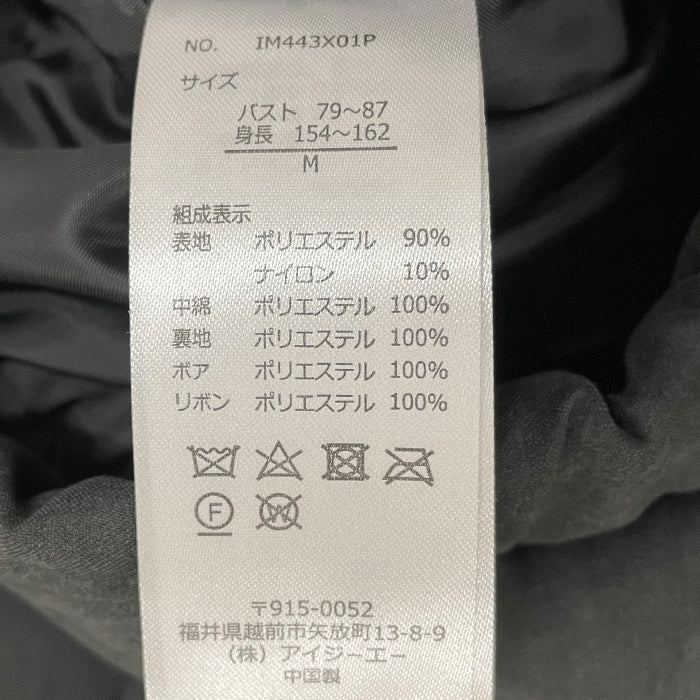 NO. IM443X01P
サイズ
バスト 79～87
身長 154～162
M
組成表示
表地 ポリエステル 90%
ナイロン 10%
中綿 ポリエステル 100%
裏地 ポリエステル 100%
ボア ポリエステル 100%
リボン ポリエステル 100%
F W
〒915-0052
福井県越前市矢放町13-8-9
（株）アイジーエー
中国製